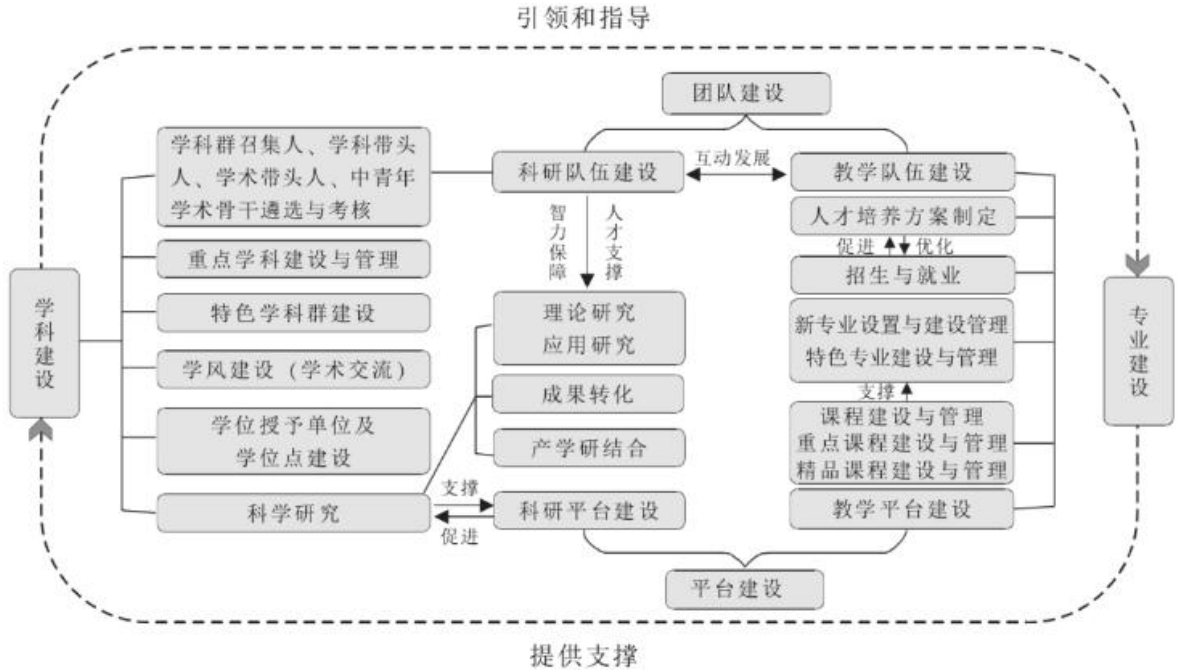 引领和指导
团队建设
学科群召集人、学科带头
人、学术带头人、中青年
学术骨干遴选与考核
科研队伍建设
互动发展
教学队伍建设
智力保障
人才支撑
人才培养方案制定
促进
优化
招生与就业
重点学科建设与管理
特色学科群建设
学科建设
理论研究
应用研究
新专业设置与建设管理
特色专业建设与管理
专业建设
学风建设（学术交流）
成果转化
支撑
课程建设与管理
重点课程建设与管理
精品课程建设与管理
学位授予单位及
学位点建设
产学研结合
科学研究
支撑
促进
科研平台建设
教学平台建设
平台建设
提供支撑